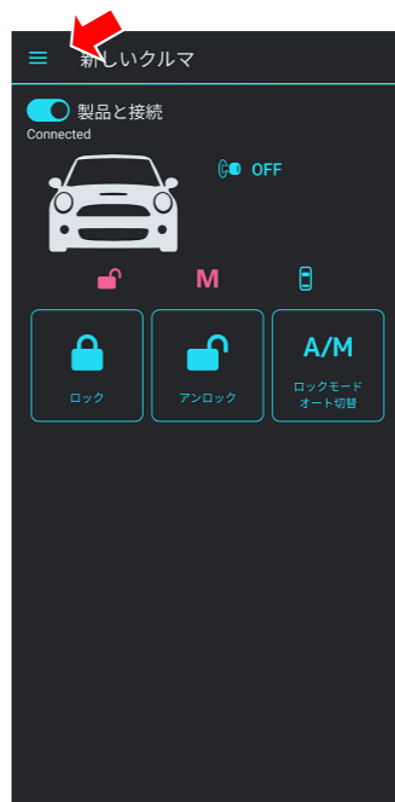 新しいクルマ
製品と接続
Connected
OFF
M
A/M
ロック
アンロック
ロックモード
オート切替